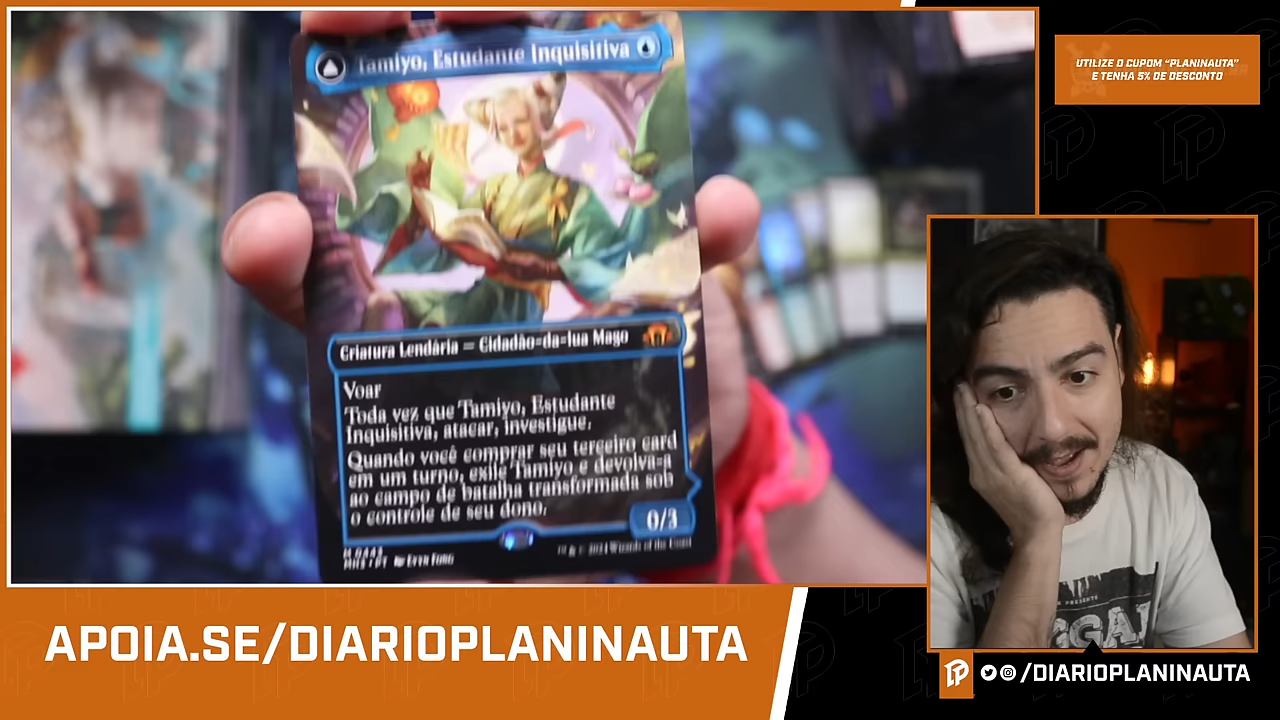 Tamiyo, Estudante Inquisitiva
Criatura Lendária — Cidadão-da-lua Mago
Voar
Toda vez que Tamiyo, Estudante
Inquisitiva, atacar, investigue.
Quando você comprar seu terceiro card
em um turno, exile Tamiyo e devolva-a
ao campo de batalha transformada sob
o controle de seu dono.
0/3
UTILIZE O CUPOM “PLANINAUTA”
E TENHA 5% DE DESCONTO
APOIA.SE/DIARIOPLANINAUTA
/DIARIOPLANINAUTA